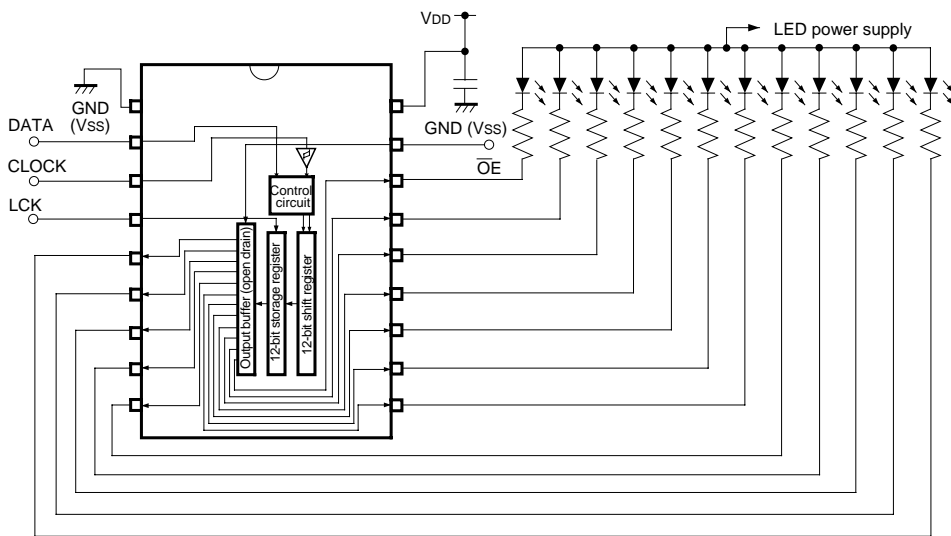 VDD
LED power supply
GND
(VSS)
DATA
CLOCK
LCK
GND (VSS)
OE
Control
circuit
Output buffer (open drain)
12-bit storage register
12-bit shift register